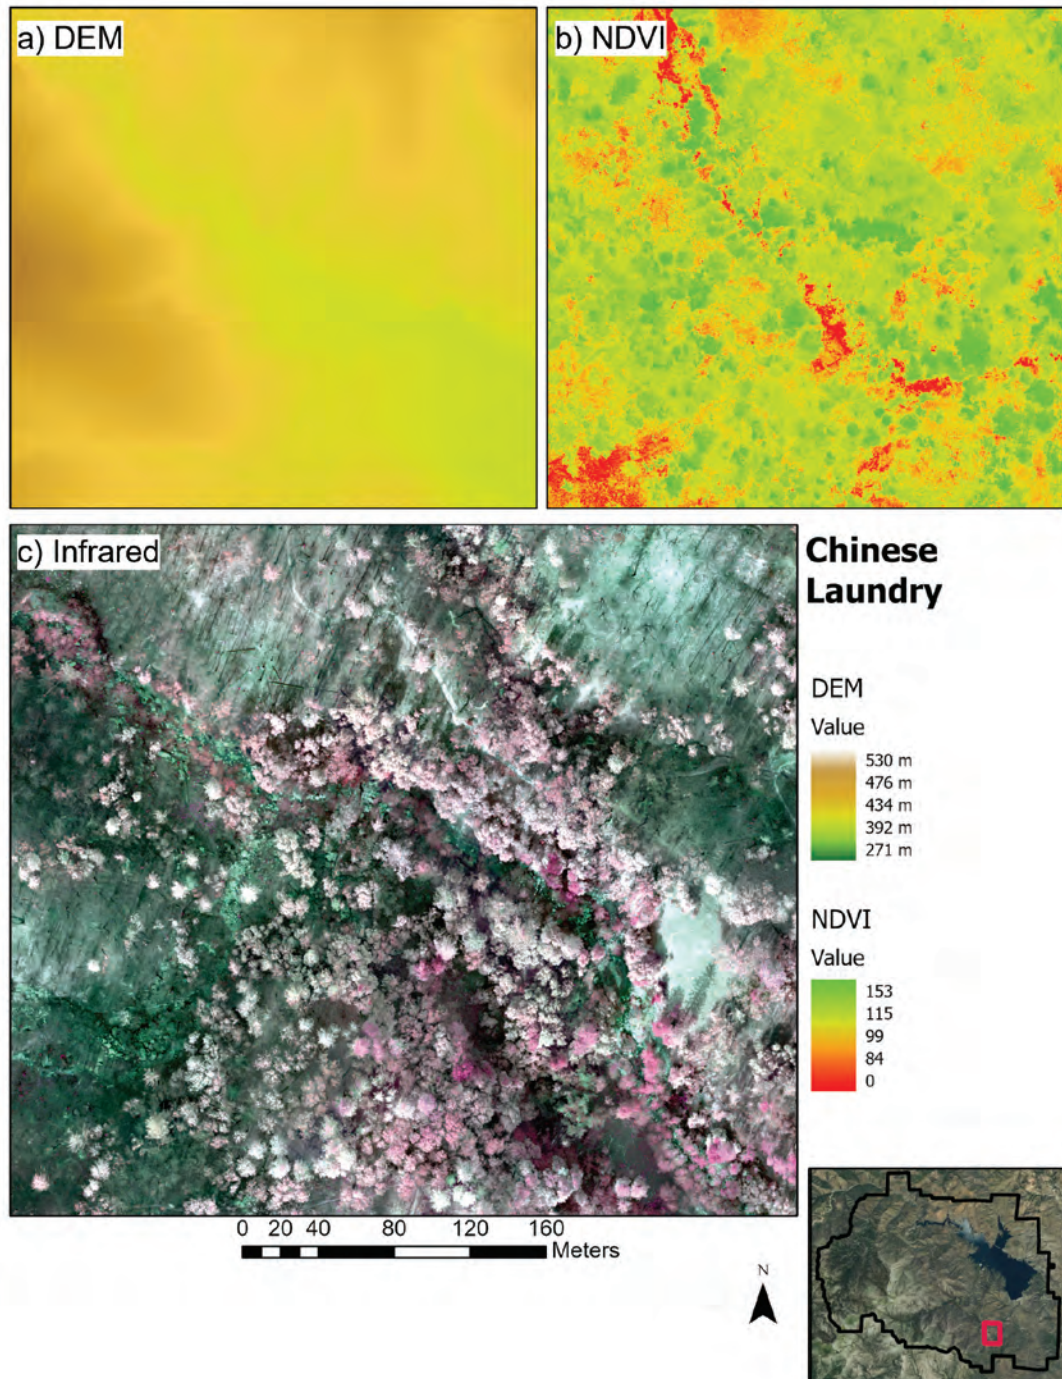 a) DEM
b) NDVI
c) Infrared
Chinese
Laundry
DEM
Value
530 m
476 m
434 m
392 m
271 m
NDVI
Value
153
115
99
84
0
0 20 40 80 120 160
Meters
N